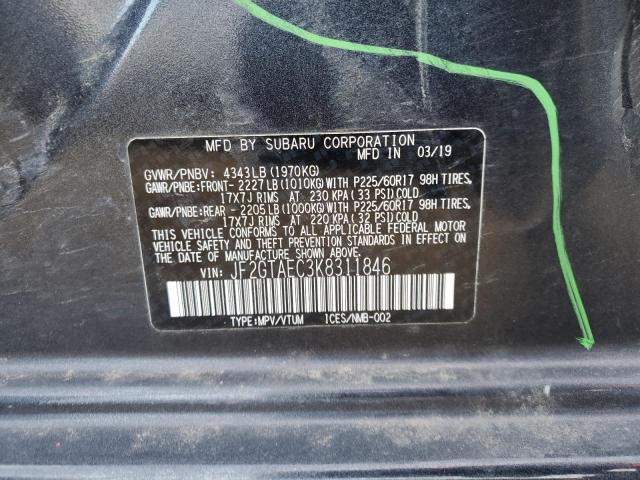 MFD BY SUBARU CORPORATION
MFD IN 03/19
GVWR/PNBV: 4343LB (1970KG)
GAWR/PNBE:FRONT- 2227LB (1010KG) WITH P225/60R17 98H TIRES,
17X7J RIMS AT 230 KPA (33 PSI) COLD
GAWR/PNBE:REAR - 2205LB (1000KG) WITH P225/60R17 98H TIRES,
17X7J RIMS AT 220 KPA (32 PSI) COLD
THIS VEHICLE CONFORMS TO ALL APPLICABLE FEDERAL MOTOR
VEHICLE SAFETY AND BUMPER STANDARDS IN EFFECT ON
THE DATE OF MANUFACTURE SHOWN ABOVE.
VIN: JF2GTAEC3K8311846
TYPE:MPV/VTUM ICES/NMB-002